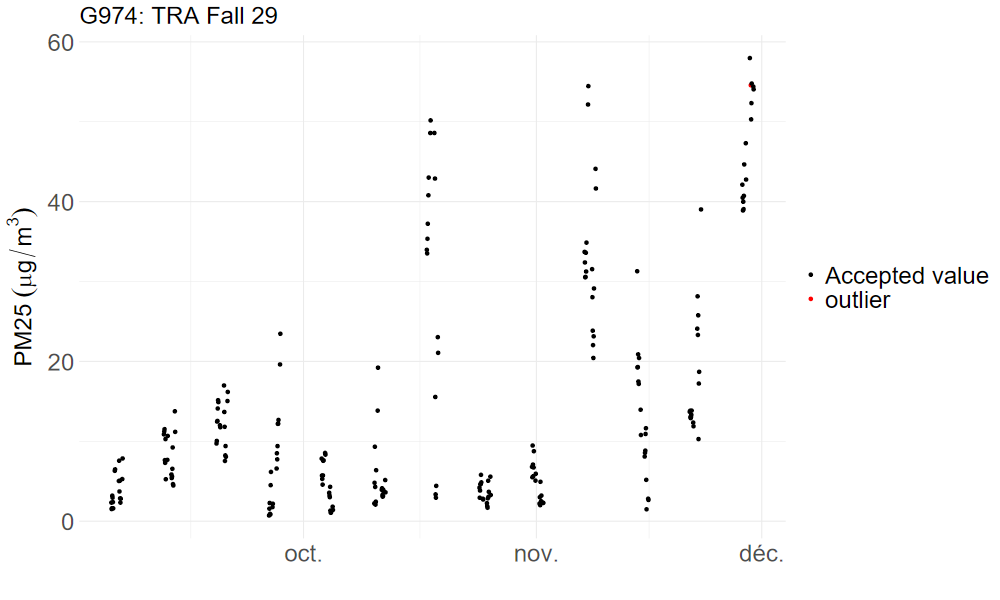 G974: TRA Fall 29
60
40
20
0
PM25 (μg/m³)
oct.
nov.
déc.
Accepted value
outlier